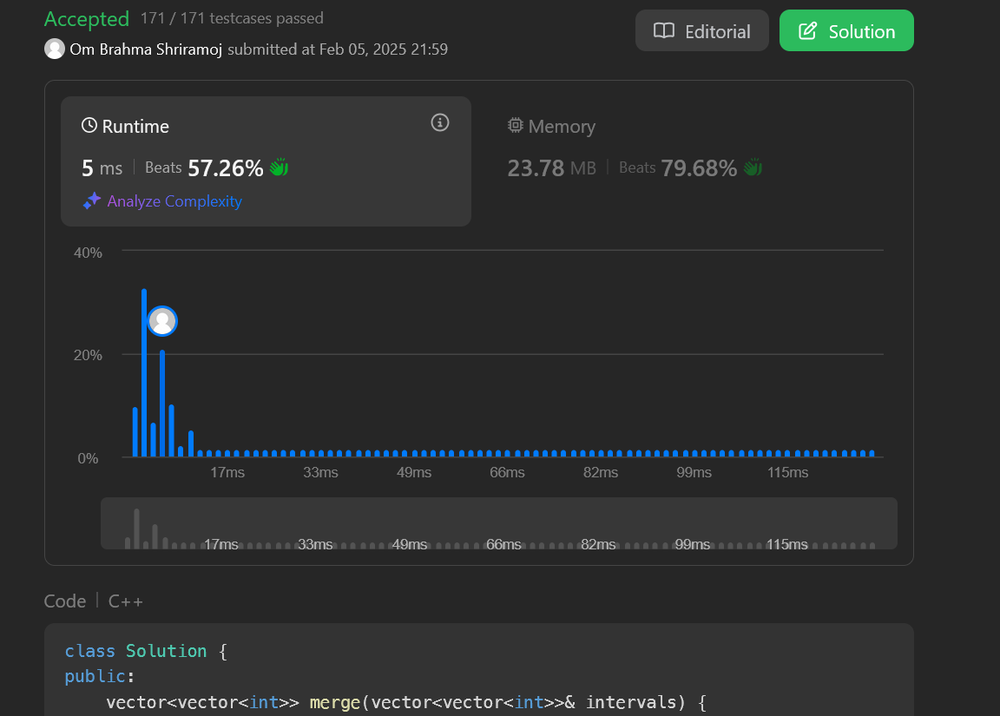 Accepted 171 / 171 testcases passed
Editorial
Solution
Om Brahma Shriramoj submitted at Feb 05, 2025 21:59
Runtime
5 ms | Beats 57.26%
Analyze Complexity
Memory
23.78 MB | Beats 79.68%
40%
20%
0%
17ms 33ms 49ms 66ms 82ms 99ms 115ms
17ms 33ms 49ms 66ms 82ms 99ms 115ms
Code | C++
class Solution {
public:
    vector<vector<int>> merge(vector<vector<int>>& intervals) {